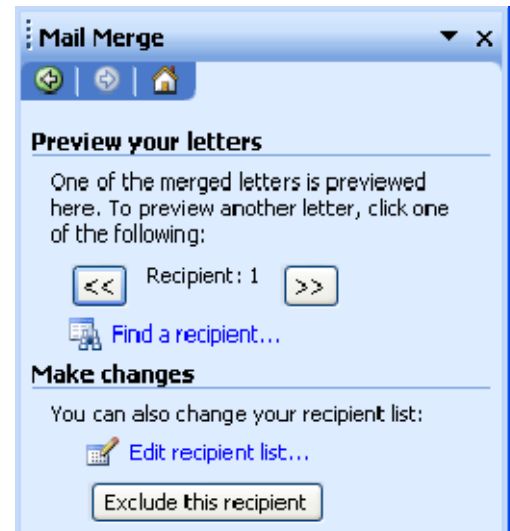 Mail Merge
Preview your letters
One of the merged letters is previewed
here. To preview another letter, click one
of the following:
<< Recipient: 1 >>
Find a recipient...
Make changes
You can also change your recipient list:
Edit recipient list...
Exclude this recipient